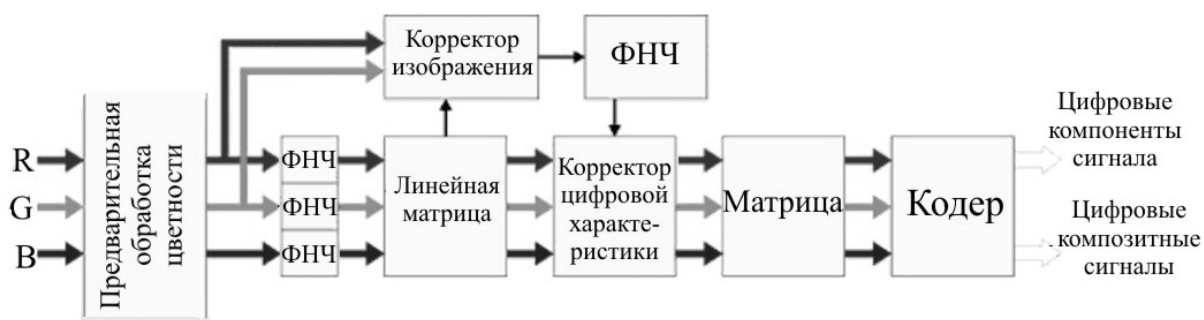 R
G
B
Предварительная
обработка
цветности
Корректор
изображения
ФНЧ
ФНЧ
ФНЧ
ФНЧ
Линейная
матрица
Корректор
цифровой
характе-
ристики
Матрица
Кодер
Цифровые
компоненты
сигнала
Цифровые
композитные
сигналы